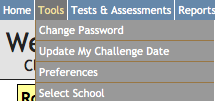 Home Tools Tests & Assessments Reports
Change Password
Update My Challenge Date
Preferences
Select School